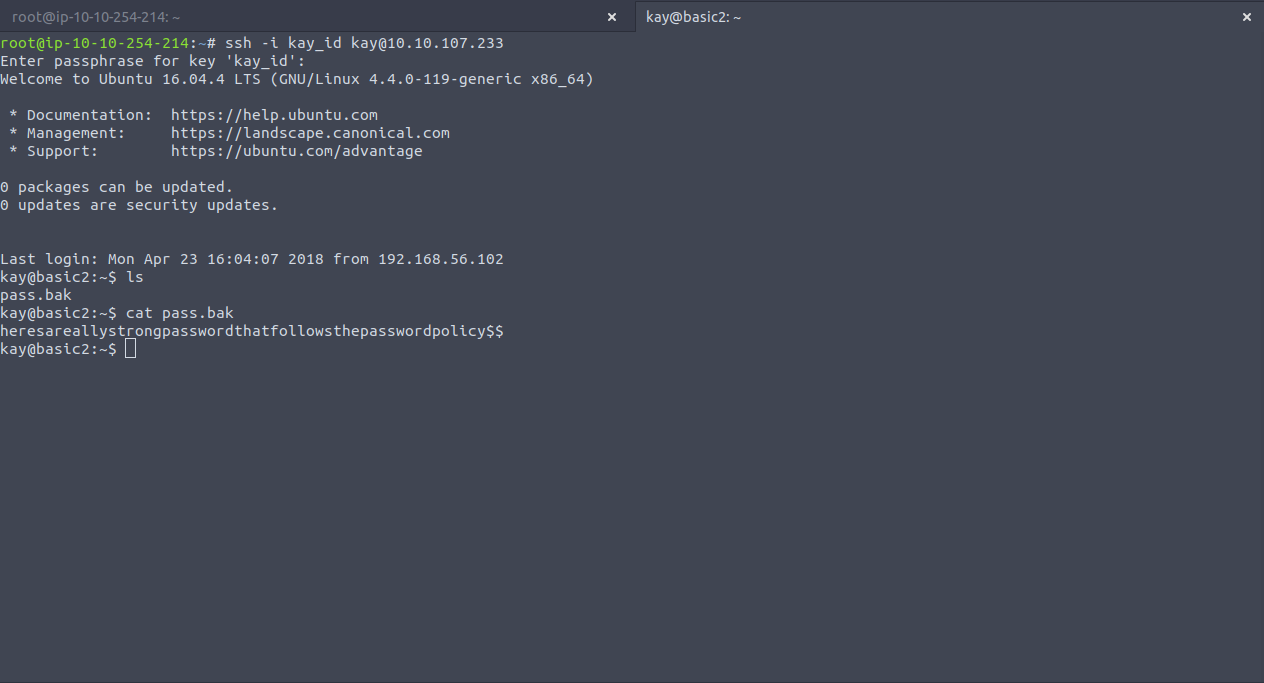 root@ip-10-10-254-214: ~ × kay@basic2: ~ ×
root@ip-10-10-254-214:~# ssh -i kay_id kay@10.10.107.233
Enter passphrase for key 'kay_id':
Welcome to Ubuntu 16.04.4 LTS (GNU/Linux 4.4.0-119-generic x86_64)
* Documentation:  https://help.ubuntu.com
* Management:     https://landscape.canonical.com
* Support:        https://ubuntu.com/advantage
0 packages can be updated.
0 updates are security updates.
Last login: Mon Apr 23 16:04:07 2018 from 192.168.56.102
kay@basic2:~$ ls
pass.bak
kay@basic2:~$ cat pass.bak
heresareallystrongpasswordthatfollowsthepasswordpolicy$$
kay@basic2:~$